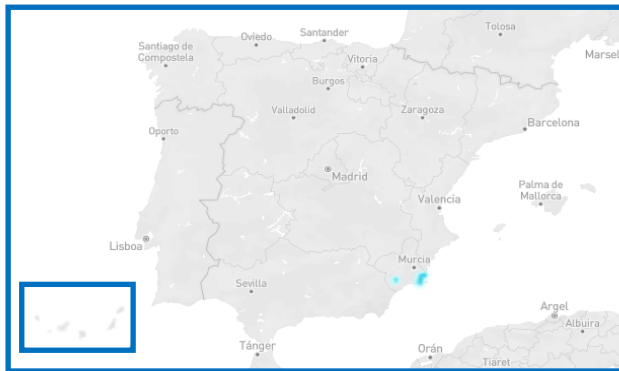 Tolosa
Oviedo
Santander
Santiago de
Compostela
Vitoria
Marsel
Burgos
Valladolid
Zaragoza
Barcelona
Oporto
Madrid
Palma de
Mallorca
Valencia
Lisboa
Murcia
Sevilla
Argel
Albuira
Tánger
Orán
Tiaret